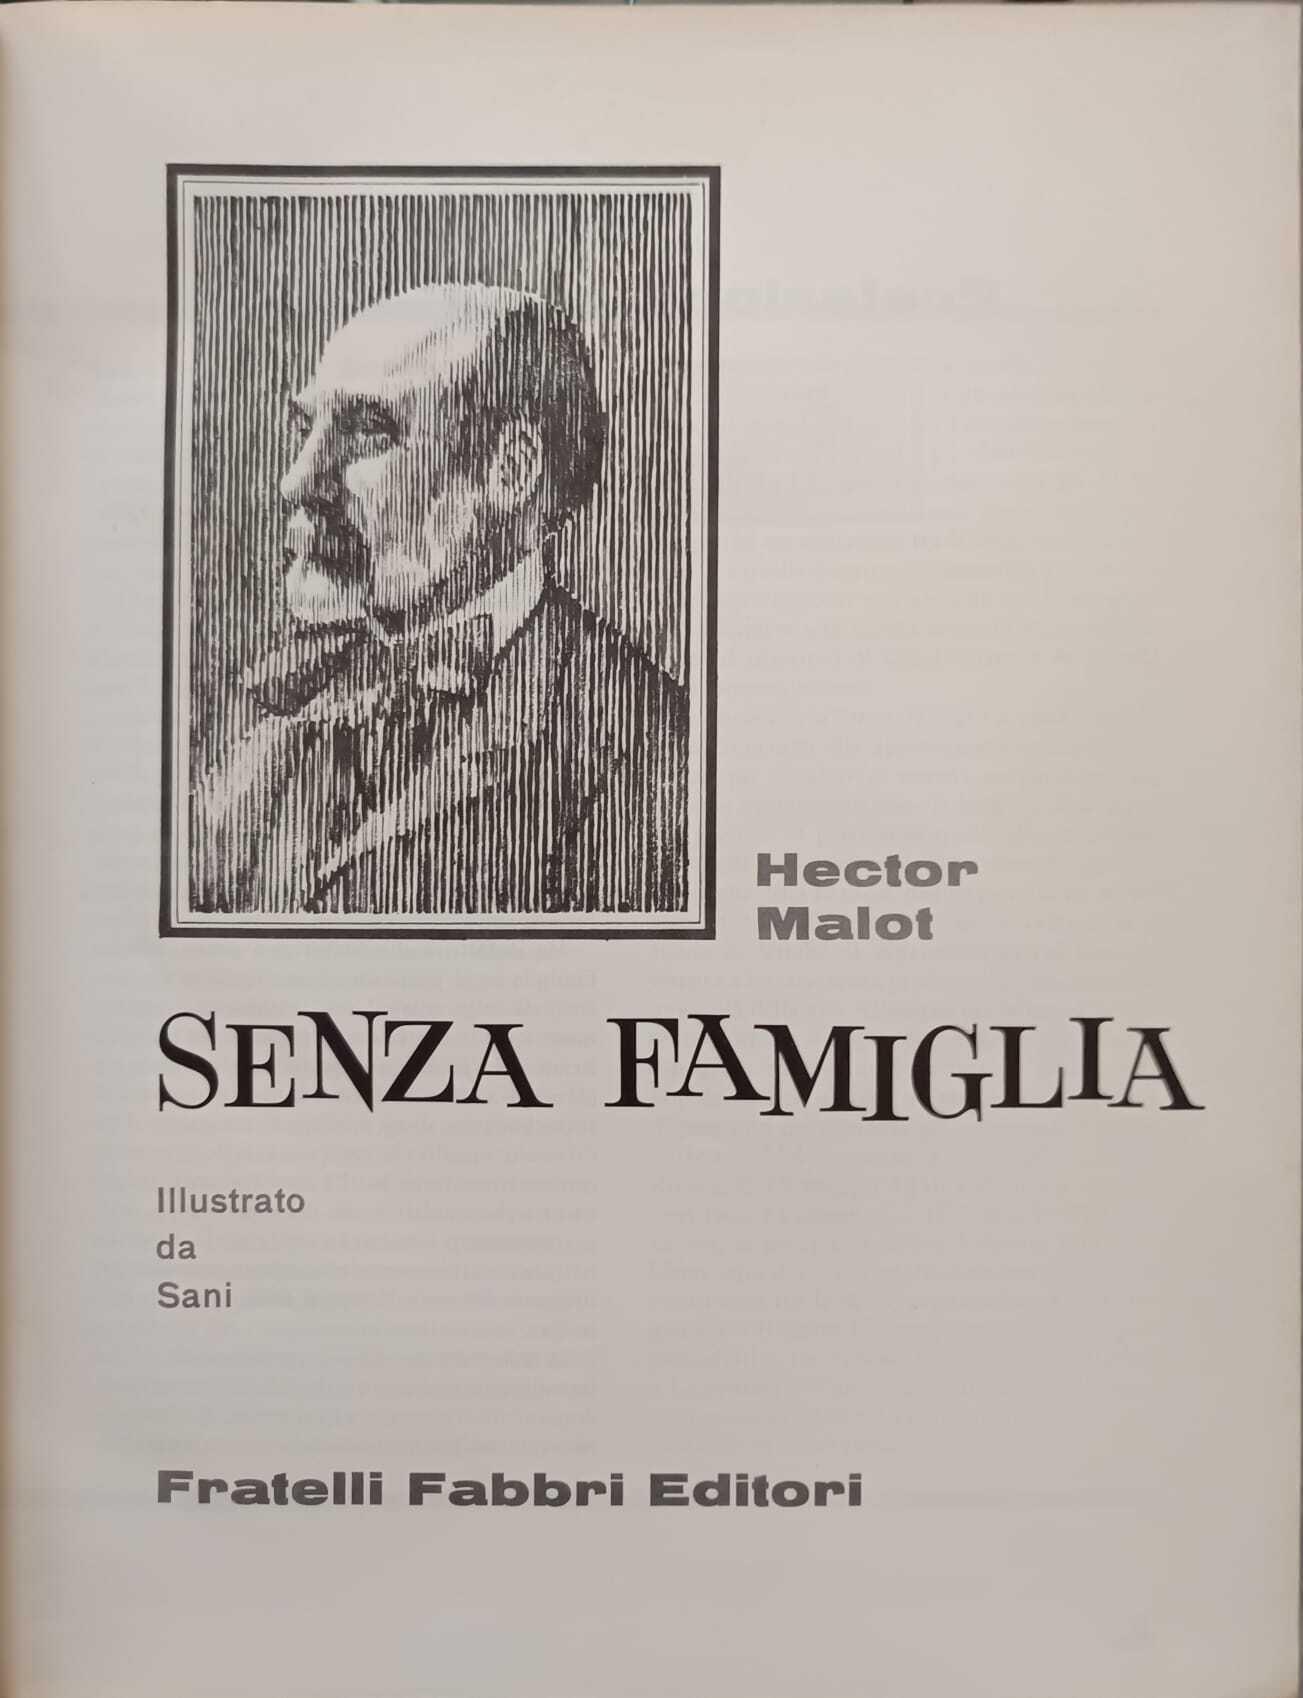 Hector
Malot
SENZA FAMIGLIA
Illustrato
da
Sani
Fratelli Fabbri Editori